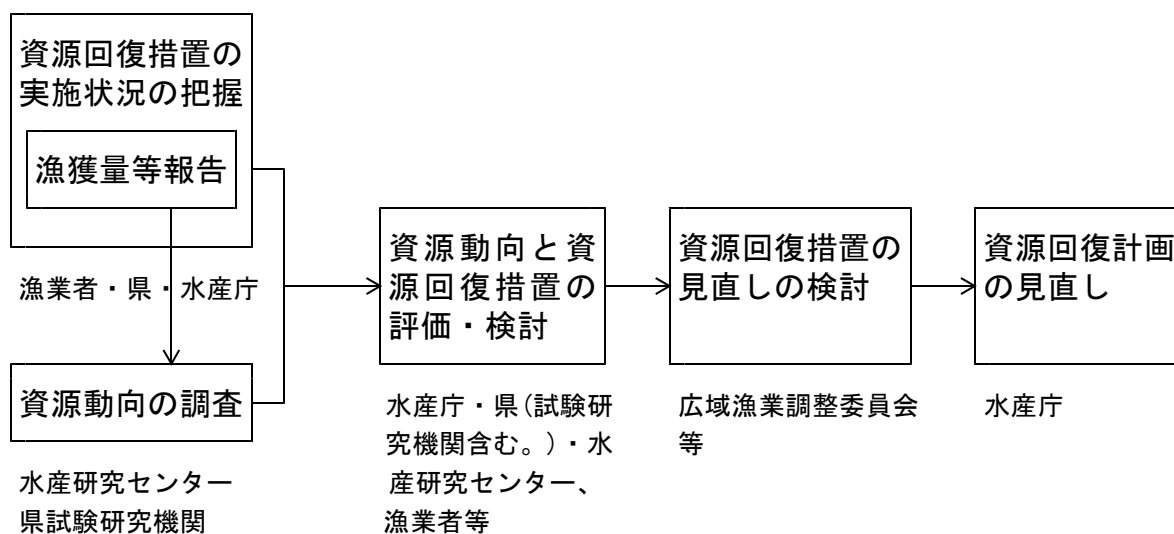 資源回復措置の
実施状況の把握
漁獲量等報告
漁業者・県・水産庁
資源動向の調査
水産研究センター
県試験研究機関
資源動向と資
源回復措置の
評価・検討
水産庁・県(試験研
究機関含む。)・水
産研究センター、
漁業者等
資源回復措置の
見直しの検討
広域漁業調整委員会
等
資源回復計画
の見直し
水産庁